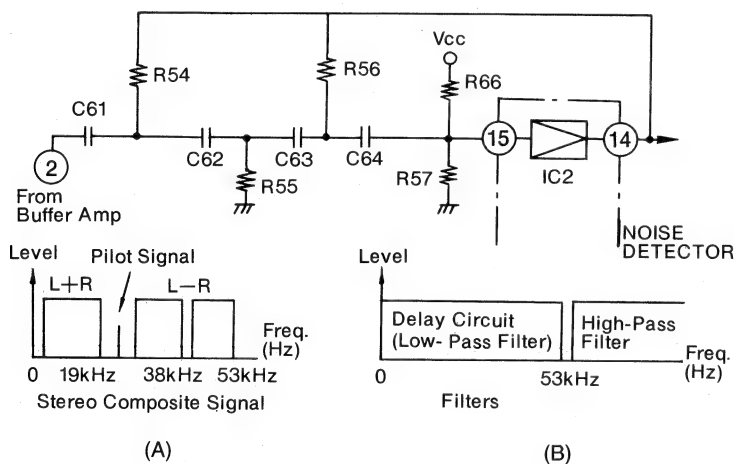 R54
R56
Vcc
R66
C61
15
14
C62
C63
C64
R55
R57
IC2
2
From
Buffer Amp
NOISE
DETECTOR
Level
Pilot Signal
L+R
L−R
Freq.
(Hz)
0
19kHz
38kHz
53kHz
Stereo Composite Signal
(A)
Level
Delay Circuit
(Low- Pass Filter)
High-Pass
Filter
Freq.
(Hz)
0
53kHz
Filters
(B)